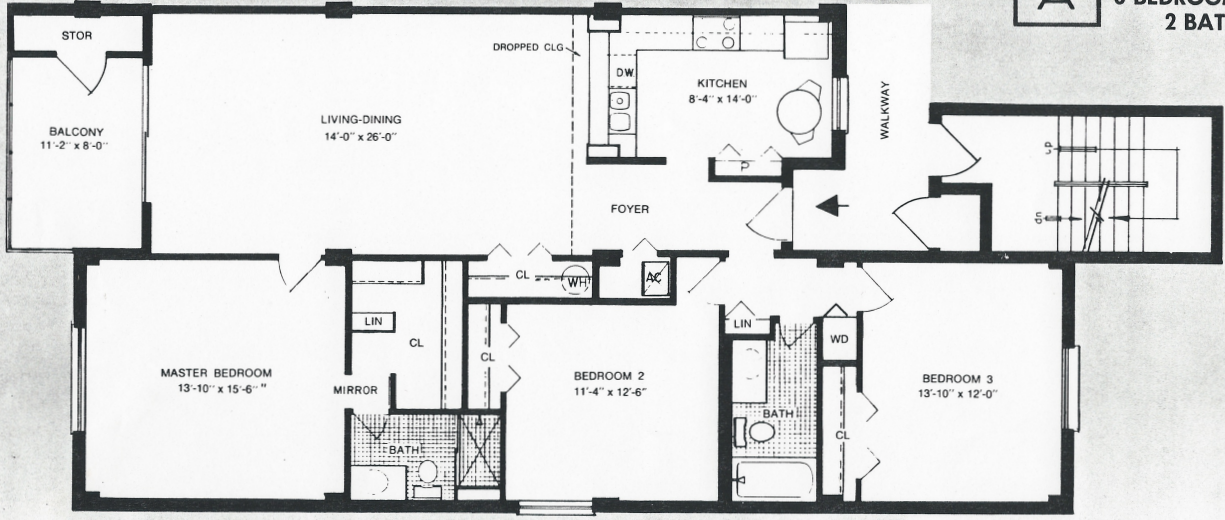 A
3 BEDROOM
2 BAT
STOR
DROPPED CLG
DW
KITCHEN
8'-4" x 14'-0"
LIVING-DINING
14'-0" x 26'-0"
BALCONY
11'-2" x 8'-0"
WALKWAY
P
up
dn
FOYER
CL
WH
AC
LIN
CL
CL
LIN
WD
MASTER BEDROOM
13'-10" x 15'-6" "
MIRROR
BEDROOM 2
11'-4" x 12'-6"
BEDROOM 3
13'-10" x 12'-0"
BATH
BATH
CL